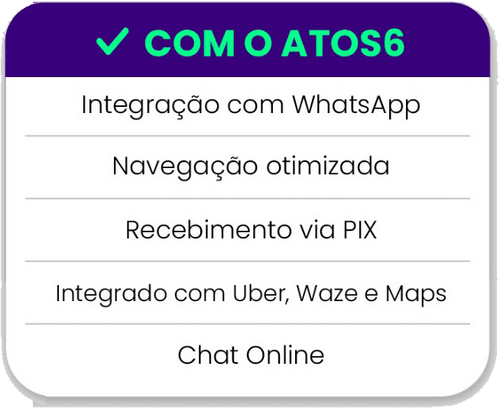 COM O ATOS6
Integração com WhatsApp
Navegação otimizada
Recebimento via PIX
Integrado com Uber, Waze e Maps
Chat Online